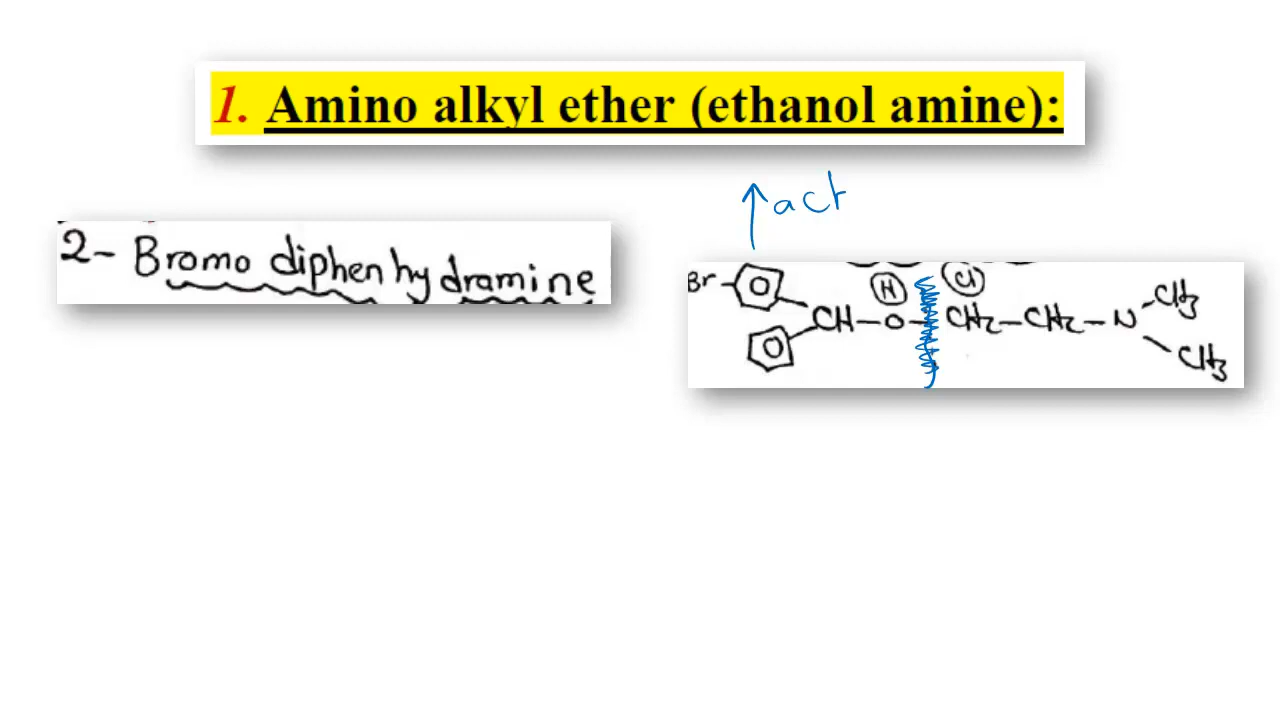 1. Amino alkyl ether (ethanol amine):
↑ act
2- Bromo diphenhydramine
Br
H Cl
CH-O-CH2-CH2-N
CH3
CH3